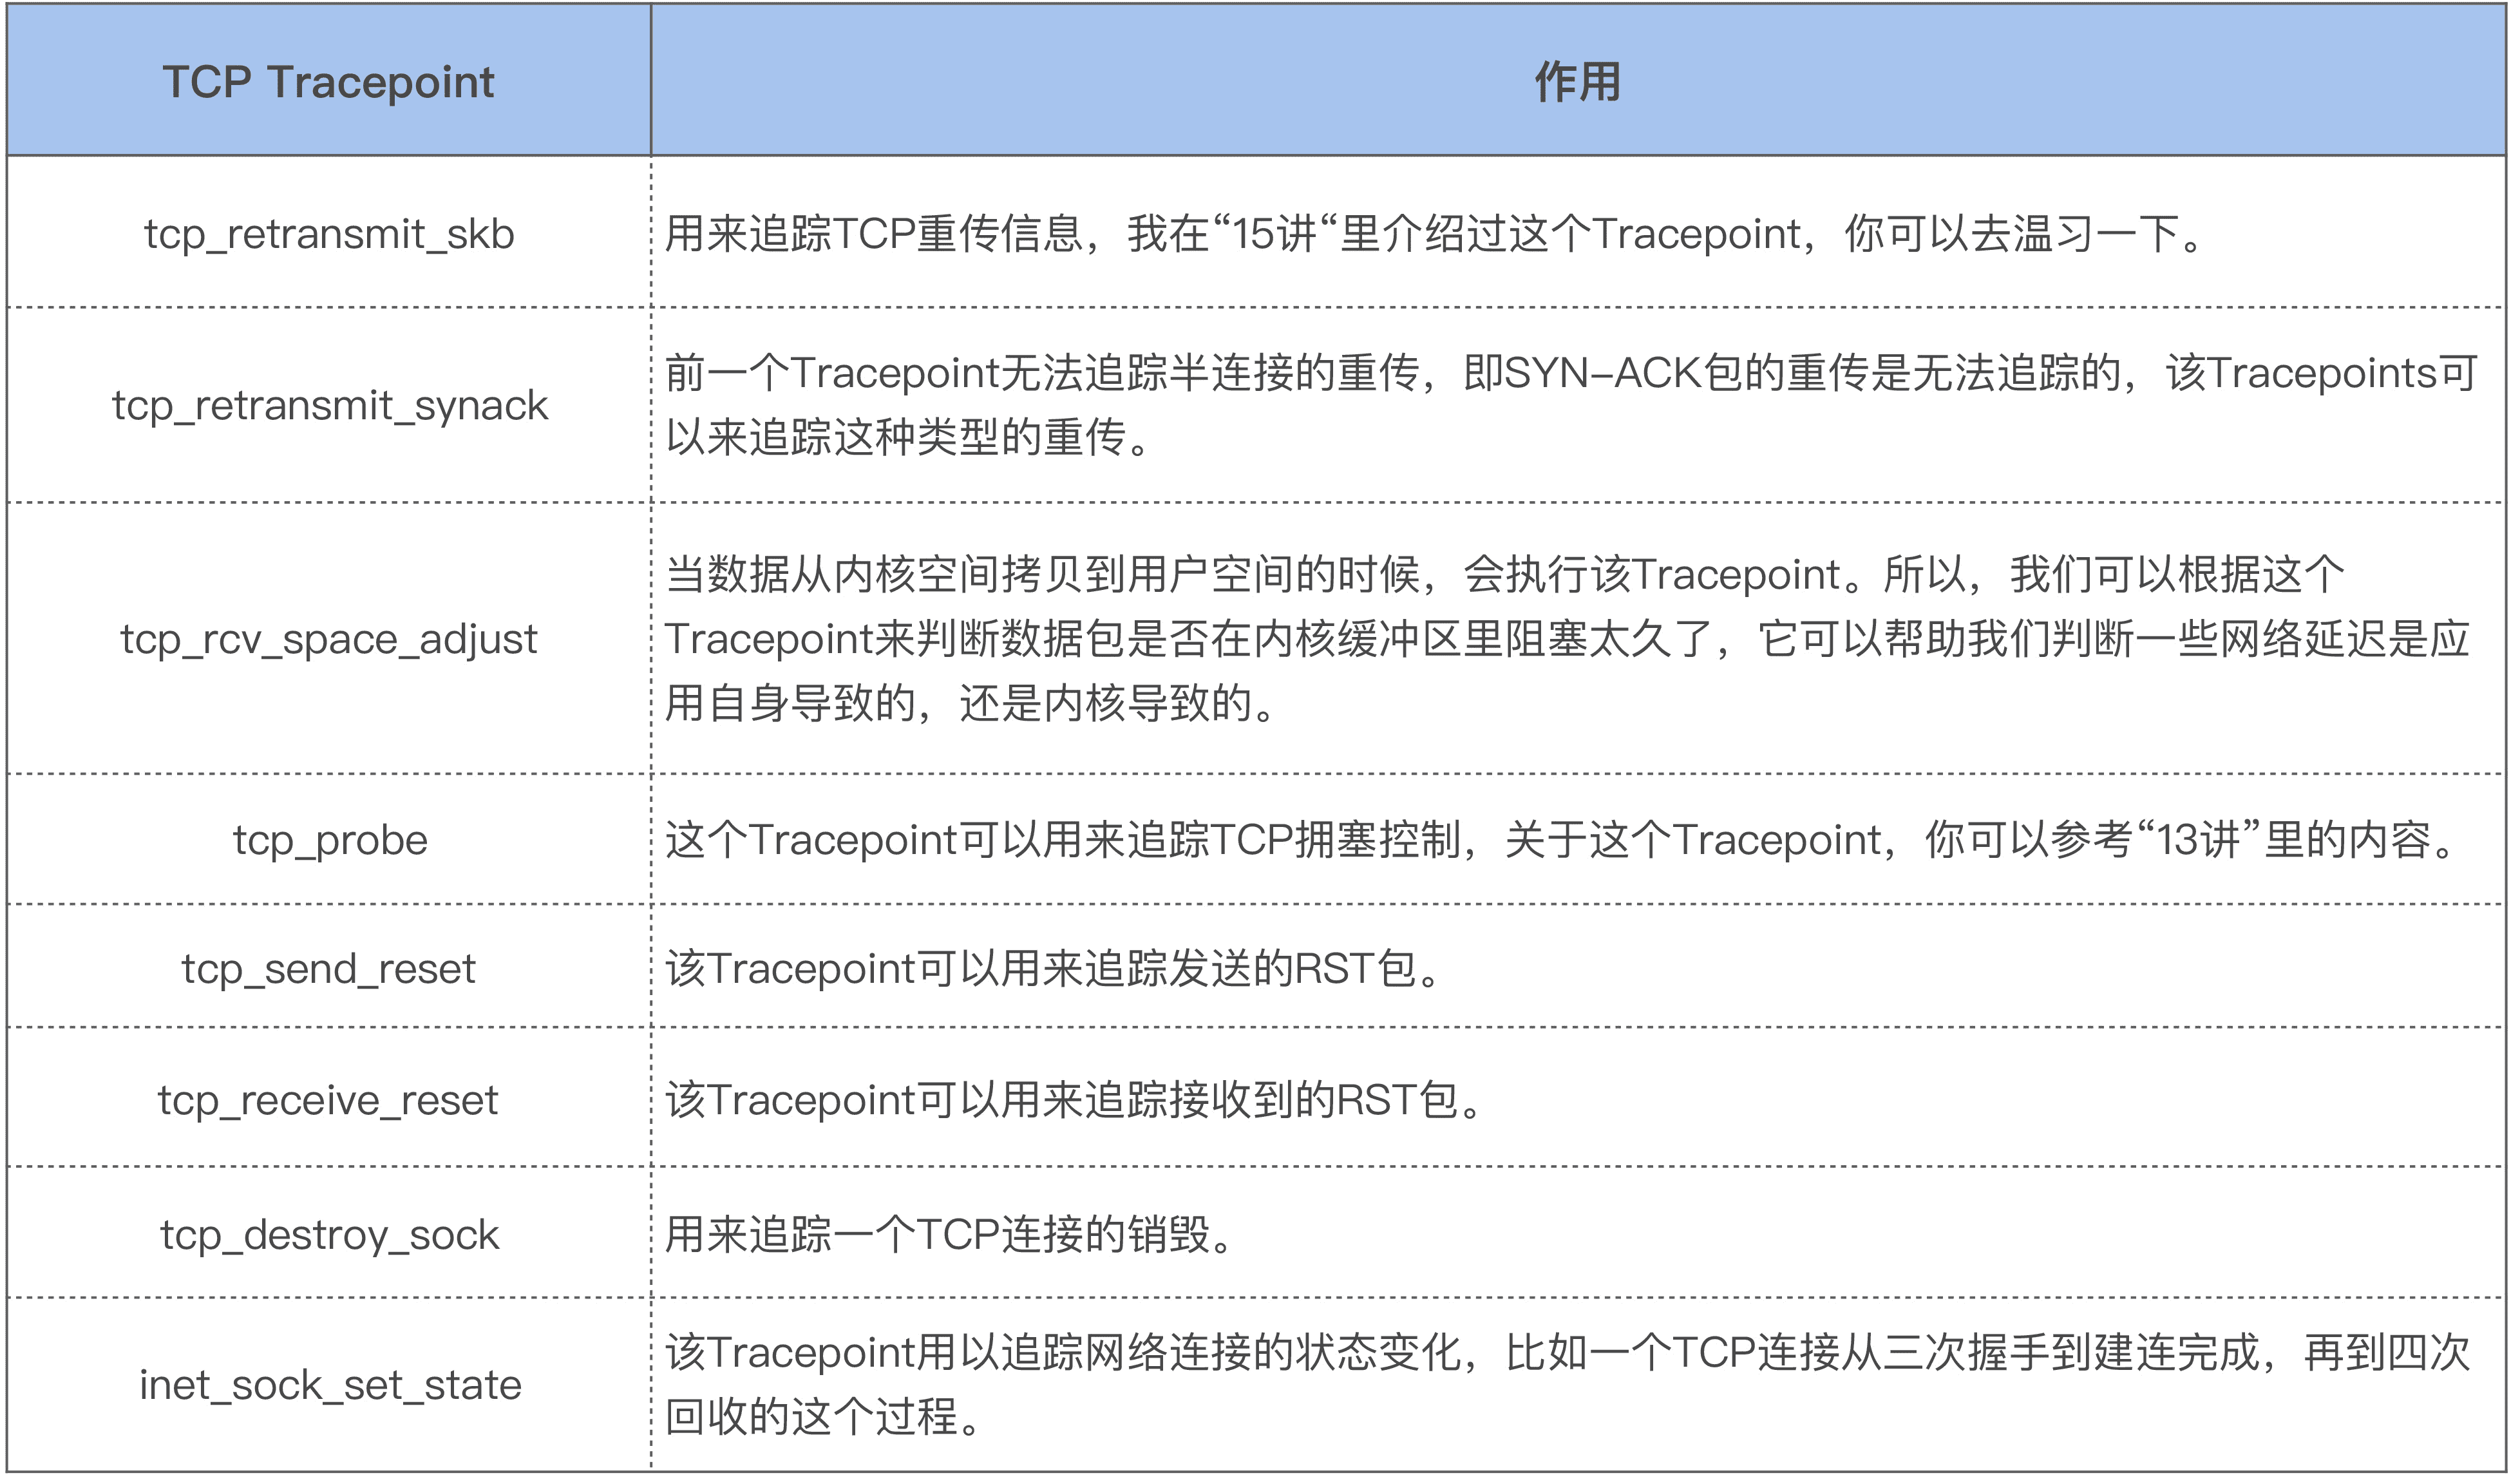 TCP Tracepoint
作用
tcp_retransmit_skb
用来追踪TCP重传信息，我在“15讲“里介绍过这个Tracepoint，你可以去温习一下。
tcp_retransmit_synack
前一个Tracepoint无法追踪半连接的重传，即SYN-ACK包的重传是无法追踪的，该Tracepoints可
以来追踪这种类型的重传。
tcp_rcv_space_adjust
当数据从内核空间拷贝到用户空间的时候，会执行该Tracepoint。所以，我们可以根据这个
Tracepoint来判断数据包是否在内核缓冲区里阻塞太久了，它可以帮助我们判断一些网络延迟是应
用自身导致的，还是内核导致的。
tcp_probe
这个Tracepoint可以用来追踪TCP拥塞控制，关于这个Tracepoint，你可以参考“13讲”里的内容。
tcp_send_reset
该Tracepoint可以用来追踪发送的RST包。
tcp_receive_reset
该Tracepoint可以用来追踪接收到的RST包。
tcp_destroy_sock
用来追踪一个TCP连接的销毁。
inet_sock_set_state
该Tracepoint用以追踪网络连接的状态变化，比如一个TCP连接从三次握手到建连完成，再到四次
回收的这个过程。